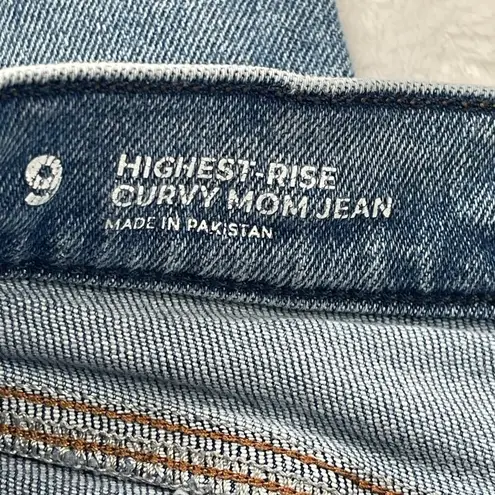 9
HIGHEST-RISE
CURVY MOM JEAN
MADE IN PAKISTAN